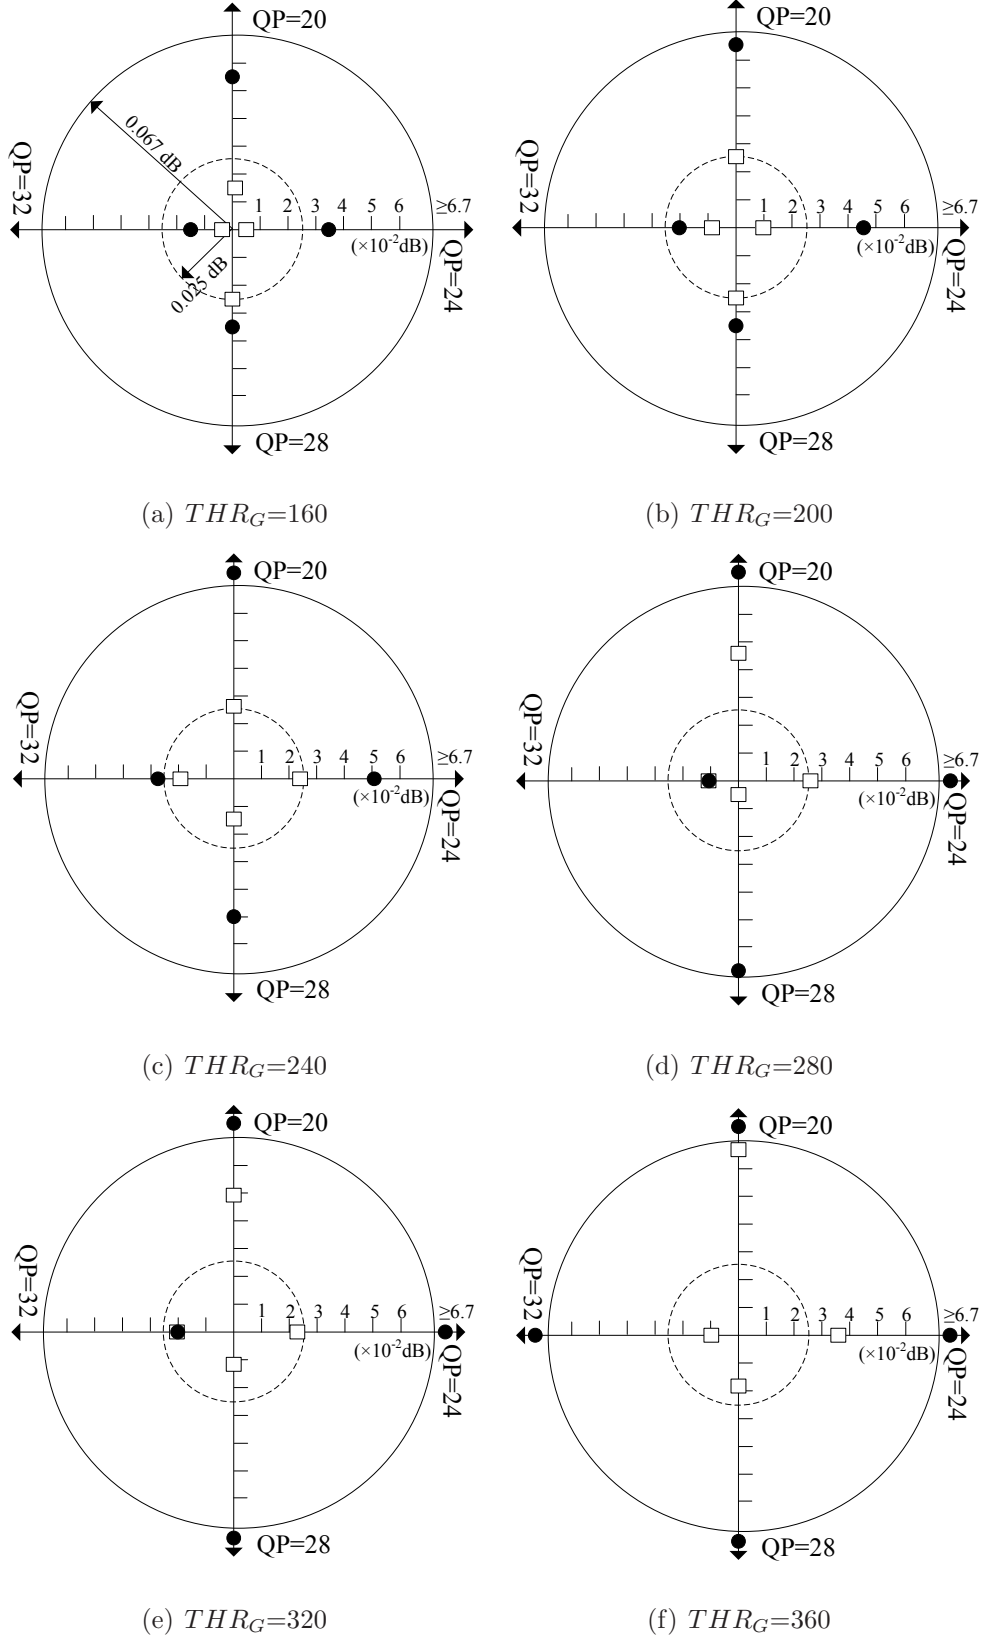 QP=20
QP=20
0.067 dB
QP=32
1 2 3 4 5 6 ≥6.7
(×10⁻²dB)
0.025 dB
QP=24
QP=28
QP=32
1 2 3 4 5 6 ≥6.7
(×10⁻²dB)
QP=24
QP=28
(a) THR_G=160
(b) THR_G=200
QP=20
QP=20
QP=32
1 2 3 4 5 6 ≥6.7
(×10⁻²dB)
QP=24
QP=28
QP=32
1 2 3 4 5 6 ≥6.7
(×10⁻²dB)
QP=24
QP=28
(c) THR_G=240
(d) THR_G=280
QP=20
QP=20
QP=32
1 2 3 4 5 6 ≥6.7
(×10⁻²dB)
QP=24
QP=28
QP=32
1 2 3 4 5 6 ≥6.7
(×10⁻²dB)
QP=24
QP=28
(e) THR_G=320
(f) THR_G=360